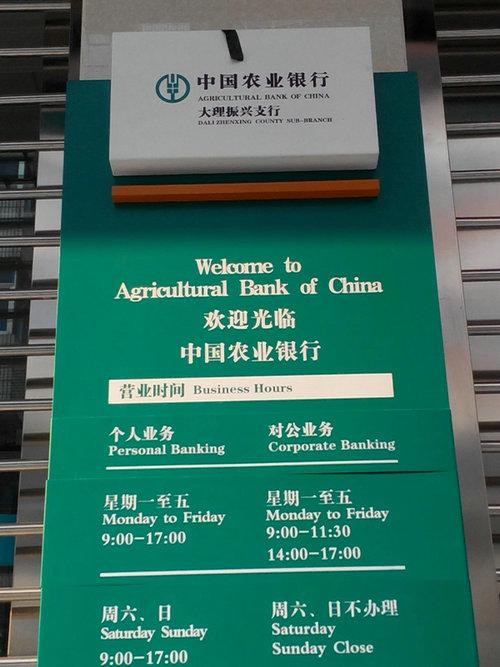 中国农业银行
AGRICULTURAL BANK OF CHINA
大理振兴支行
DALI ZHENXING COUNTY SUB-BRANCH
Welcome to
Agricultural Bank of China
欢迎光临
中国农业银行
营业时间 Business Hours
个人业务 对公业务
Personal Banking Corporate Banking
星期一至五 星期一至五
Monday to Friday Monday to Friday
9:00-17:00 9:00-11:30
14:00-17:00
周六、日 周六、日不办理
Saturday Sunday Saturday
9:00-17:00 Sunday Close